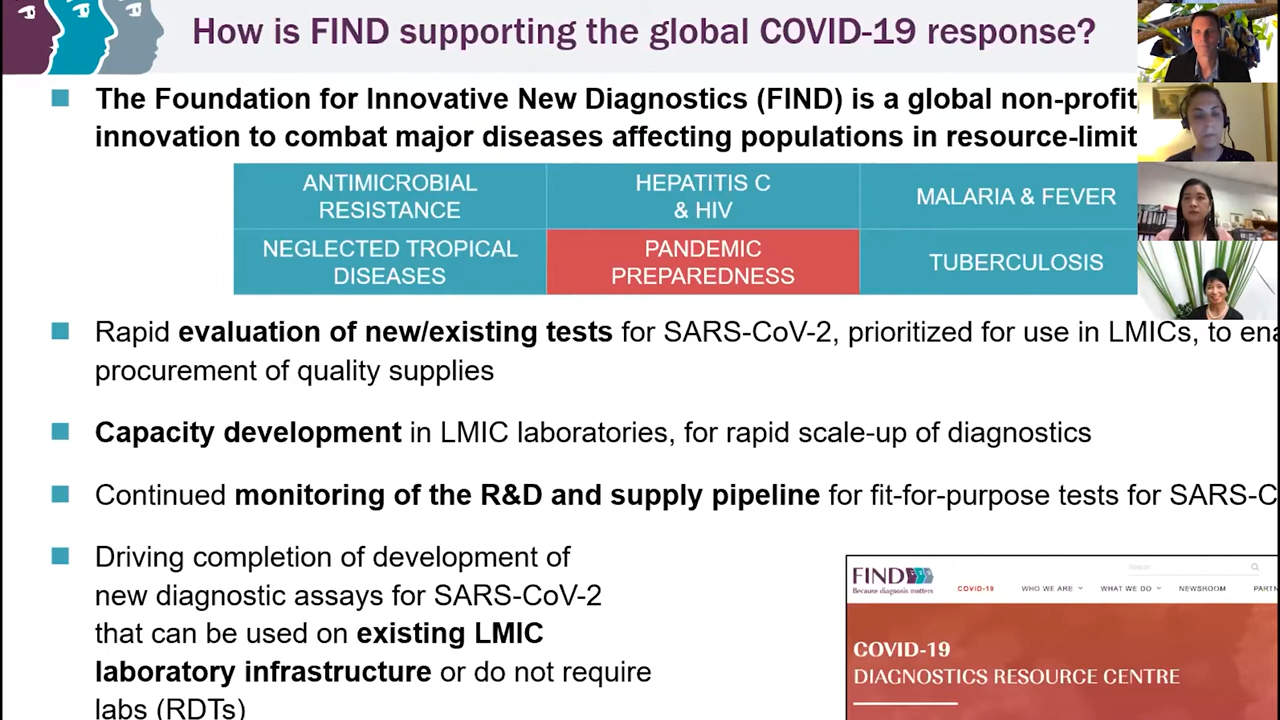 How is FIND supporting the global COVID-19 response?
The Foundation for Innovative New Diagnostics (FIND) is a global non-profit
innovation to combat major diseases affecting populations in resource-limit
ANTIMICROBIAL
RESISTANCE
HEPATITIS C
& HIV
MALARIA & FEVER
NEGLECTED TROPICAL
DISEASES
PANDEMIC
PREPAREDNESS
TUBERCULOSIS
Rapid evaluation of new/existing tests for SARS-CoV-2, prioritized for use in LMICs, to ena
procurement of quality supplies
Capacity development in LMIC laboratories, for rapid scale-up of diagnostics
Continued monitoring of the R&D and supply pipeline for fit-for-purpose tests for SARS-C
Driving completion of development of
new diagnostic assays for SARS-CoV-2
that can be used on existing LMIC
laboratory infrastructure or do not require
labs (RDTs)
Search
FIND
Because diagnosis matters
COVID-19 WHO WE ARE WHAT WE DO NEWSROOM PARTN
COVID-19
DIAGNOSTICS RESOURCE CENTRE